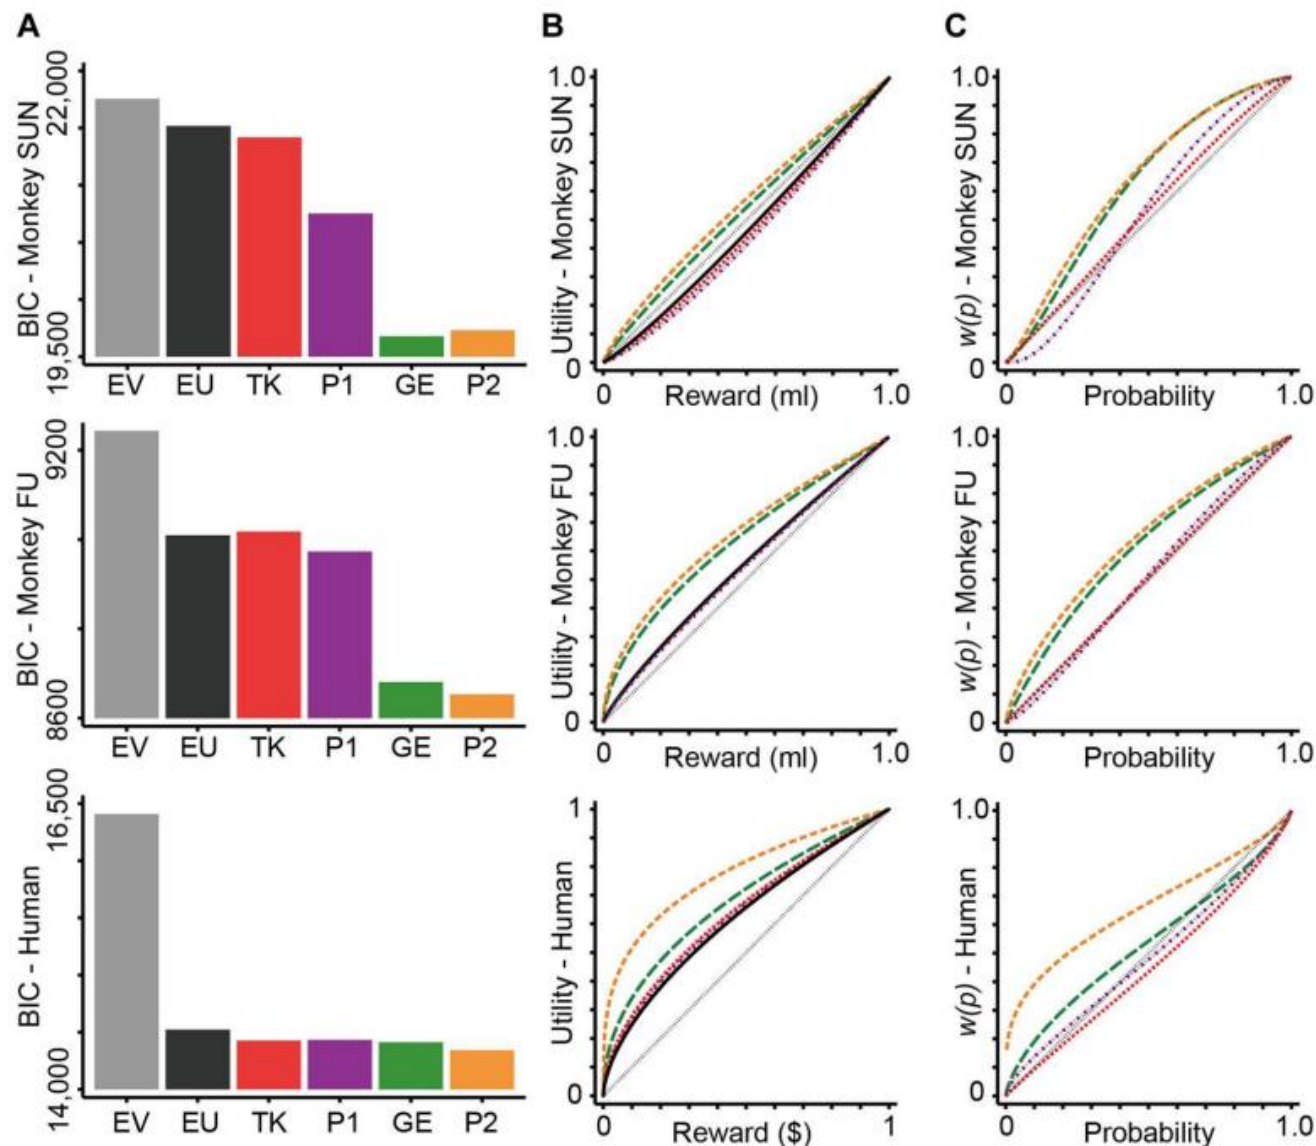 A
B
C
BIC - Monkey SUN
22,000
19,500
EV EU TK P1 GE P2
Utility - Monkey SUN
1.0
0
0 Reward (ml) 1.0
w(p) - Monkey SUN
1.0
0
0 Probability 1.0
BIC - Monkey FU
9200
8600
EV EU TK P1 GE P2
Utility - Monkey FU
1.0
0
0 Reward (ml) 1.0
w(p) - Monkey FU
1.0
0
0 Probability 1.0
BIC - Human
16,500
14,000
EV EU TK P1 GE P2
Utility - Human
1
0
0 Reward ($) 1
w(p) - Human
1.0
0
0 Probability 1.0